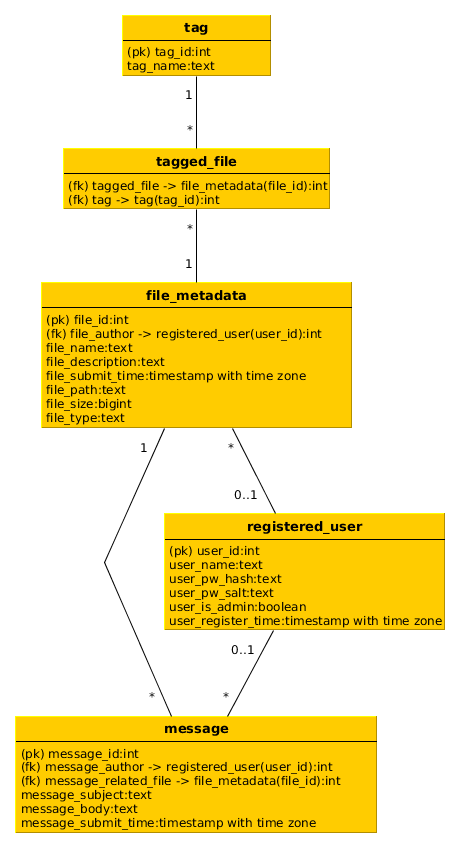 tag
(pk) tag_id:int
tag_name:text
1
*
tagged_file
(fk) tagged_file -> file_metadata(file_id):int
(fk) tag -> tag(tag_id):int
*
1
file_metadata
(pk) file_id:int
(fk) file_author -> registered_user(user_id):int
file_name:text
file_description:text
file_submit_time:timestamp with time zone
file_path:text
file_size:bigint
file_type:text
1
*
0..1
registered_user
(pk) user_id:int
user_name:text
user_pw_hash:text
user_pw_salt:text
user_is_admin:boolean
user_register_time:timestamp with time zone
0..1
*
*
message
(pk) message_id:int
(fk) message_author -> registered_user(user_id):int
(fk) message_related_file -> file_metadata(file_id):int
message_subject:text
message_body:text
message_submit_time:timestamp with time zone